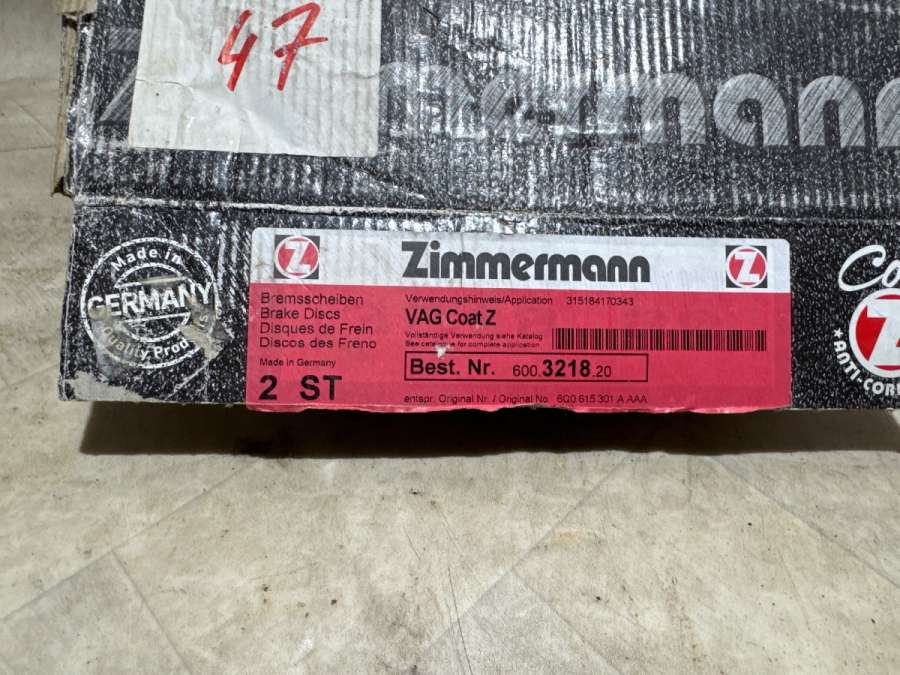 47
Zimmermann
Made in
GERMANY
Quality
Z
Zimmermann
Z
Bremsscheiben
Brake Discs
Disques de Frein
Discos des Freno
Made in Germany
2 ST
Verwendungshinweis/Application 315184170343
VAG Coat Z
Vollständige Verwendung siehe Katalog
See catalogue for complete application
Best. Nr. 600.3218.20
entspr. Original Nr. / Original No. 6Q0 615 301 A AAA
Z